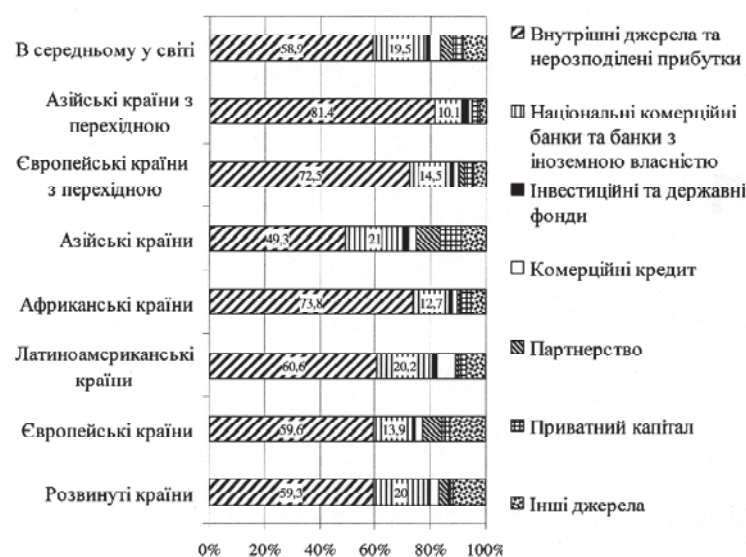 В середньому у світі
58,9
19,5
Азійські країни з
перехідною
81.4
10.1
Європейські країни
з перехідною
72,5
14,5
Азійські країни
49,3
21
Африканські країни
73,8
12,7
Латиноамериканські
країни
60,6
20,2
Європейські країни
59,6
13,9
Розвинуті країни
59,3
20
0% 20% 40% 60% 80% 100%
Внутрішні джерела та
нерозподілені прибутки
Національні комерційні
банки та банки з
іноземною власністю
Інвестиційні та державні
фонди
Комерційні кредит
Партнерство
Приватний капітал
Інші джерела